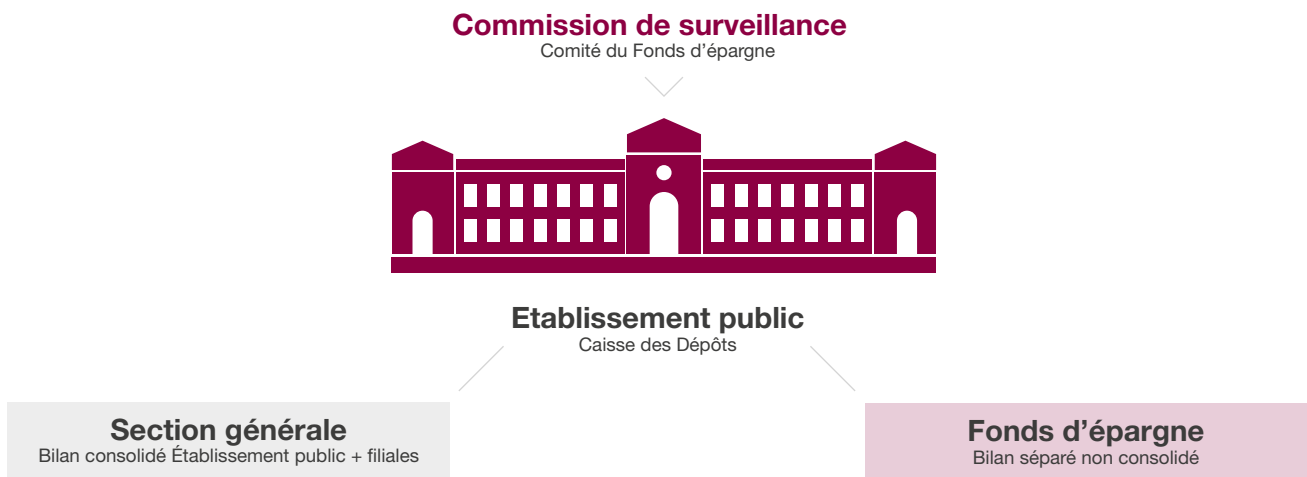 Commission de surveillance
Comité du Fonds d'épargne
Etablissement public
Caisse des Dépôts
Section générale
Bilan consolidé Établissement public + filiales
Fonds d'épargne
Bilan séparé non consolidé